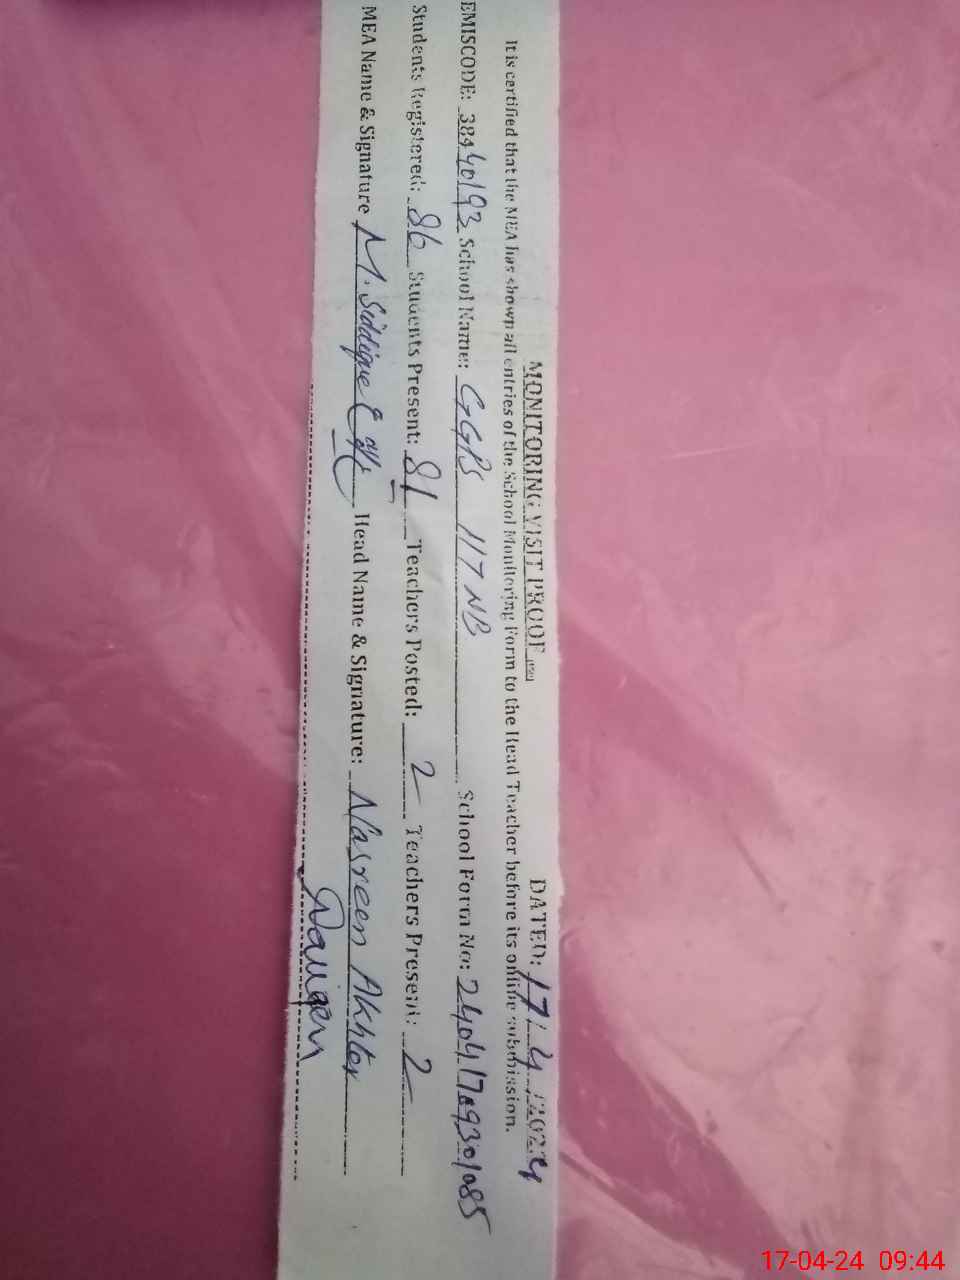 MONITORING VISIT PROOF DATED: 17/4/2024
It is certified that the MEA has shown all entries of the School Monitoring Form to the Head Teacher before its online submission.
EMISCODE: 38440193 School Name: GGPS 117 NB School Form No: 24041709301085
Students Registered: 86 Students Present: 81 Teachers Posted: 2 Teachers Present: 2
MEA Name & Signature M. Siddique Head Name & Signature: Nasreen Akhter
17-04-24 09:44